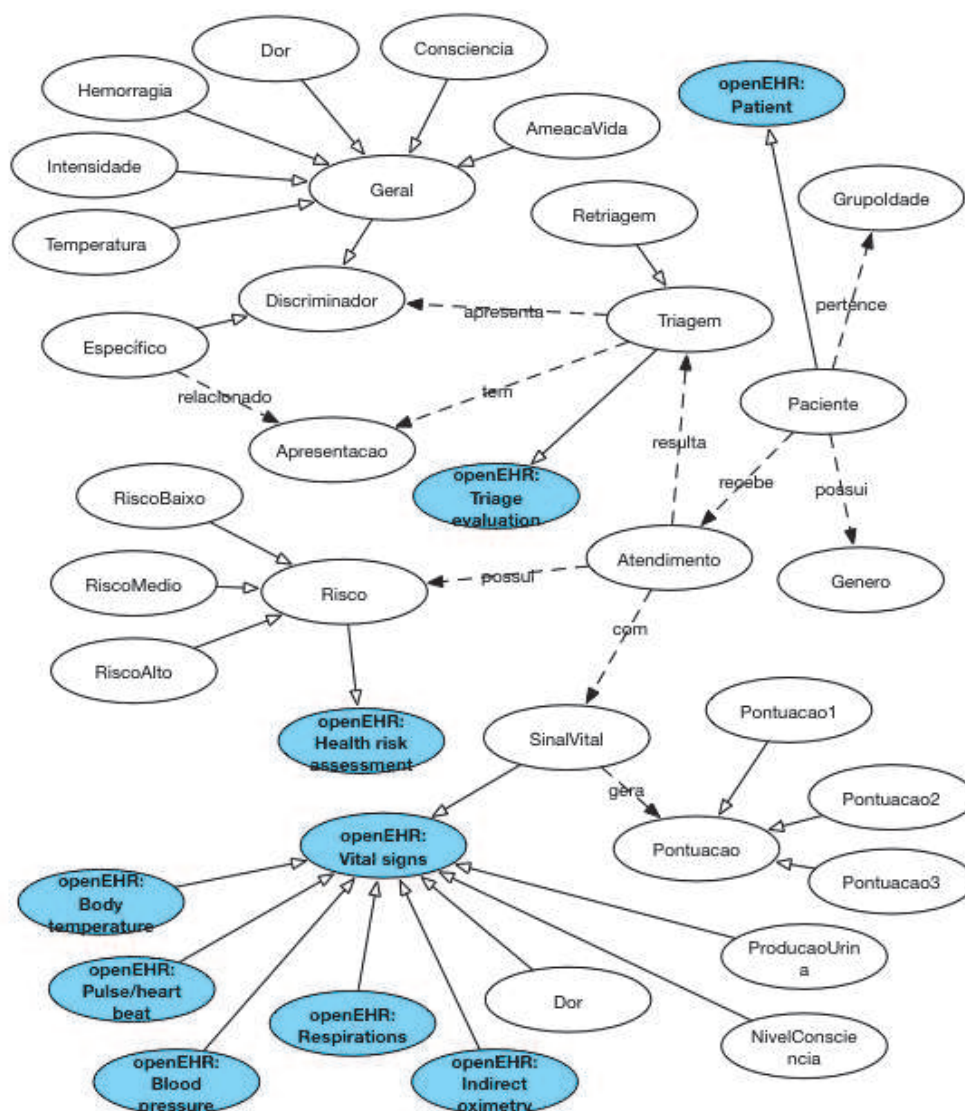 Dor
Consciencia
Hemorragia
openEHR:
Patient
AmeacaVida
Intensidade
Geral
GrupoIdade
Retriagem
Temperatura
Discriminador
apresenta
Triagem
pertence
Específico
relacionado
tem
Paciente
Apresentacao
resulta
openEHR:
Triage
evaluation
recebe
possui
RiscoBaixo
Atendimento
RiscoMedio
Risco
possui
Genero
RiscoAlto
com
openEHR:
Health risk
assessment
SinalVital
Pontuacao1
gera
Pontuacao2
openEHR:
Vital signs
Pontuacao
Pontuacao3
openEHR:
Body
temperature
ProducaoUrin
a
openEHR:
Pulse/heart
beat
openEHR:
Respirations
Dor
NivelConscie
ncia
openEHR:
Blood
pressure
openEHR:
Indirect
oximetry